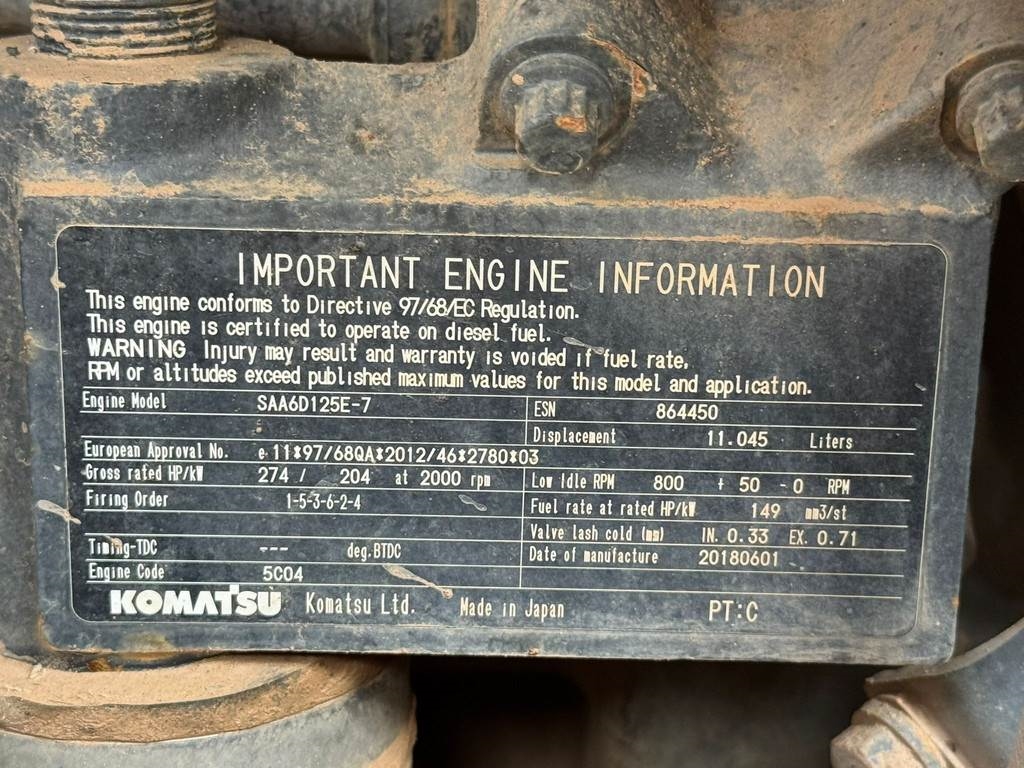 IMPORTANT ENGINE INFORMATION
This engine conforms to Directive 97/68/EC Regulation.
This engine is certified to operate on diesel fuel.
WARNING Injury may result and warranty is voided if fuel rate,
RPM or altitudes exceed published maximum values for this model and application.
Engine Model SAA6D125E-7 ESN 864450
Displacement 11.045 Liters
European Approval No. e 11*97/68QA*2012/46*2780*03
Gross rated HP/kW 274 / 204 at 2000 rpm Low Idle RPM 800 + 50 - 0 RPM
Firing Order 1-5-3-6-2-4 Fuel rate at rated HP/kW 149 mm3/st
Valve lash cold (mm) IN. 0.33 EX. 0.71
Timing-TDC --- deg.BTDC Date of manufacture 20180601
Engine Code 5C04
KOMATSU Komatsu Ltd. Made in Japan PT:C